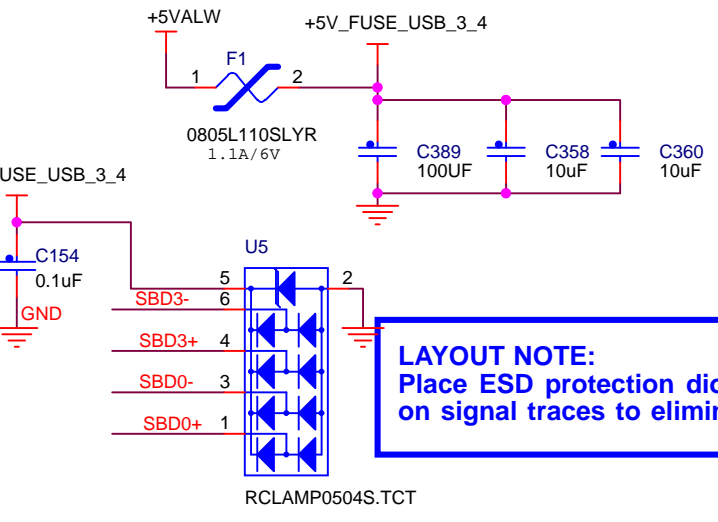 +5VALW
+5V_FUSE_USB_3_4
F1
1
2
0805L110SLYR
1.1A/6V
C389
100UF
C358
10uF
C360
10uF
USE_USB_3_4
C154
0.1uF
GND
U5
5
2
SBD3- 6
SBD3+ 4
SBD0- 3
SBD0+ 1
RCLAMP0504S.TCT
LAYOUT NOTE:
Place ESD protection
on signal traces to